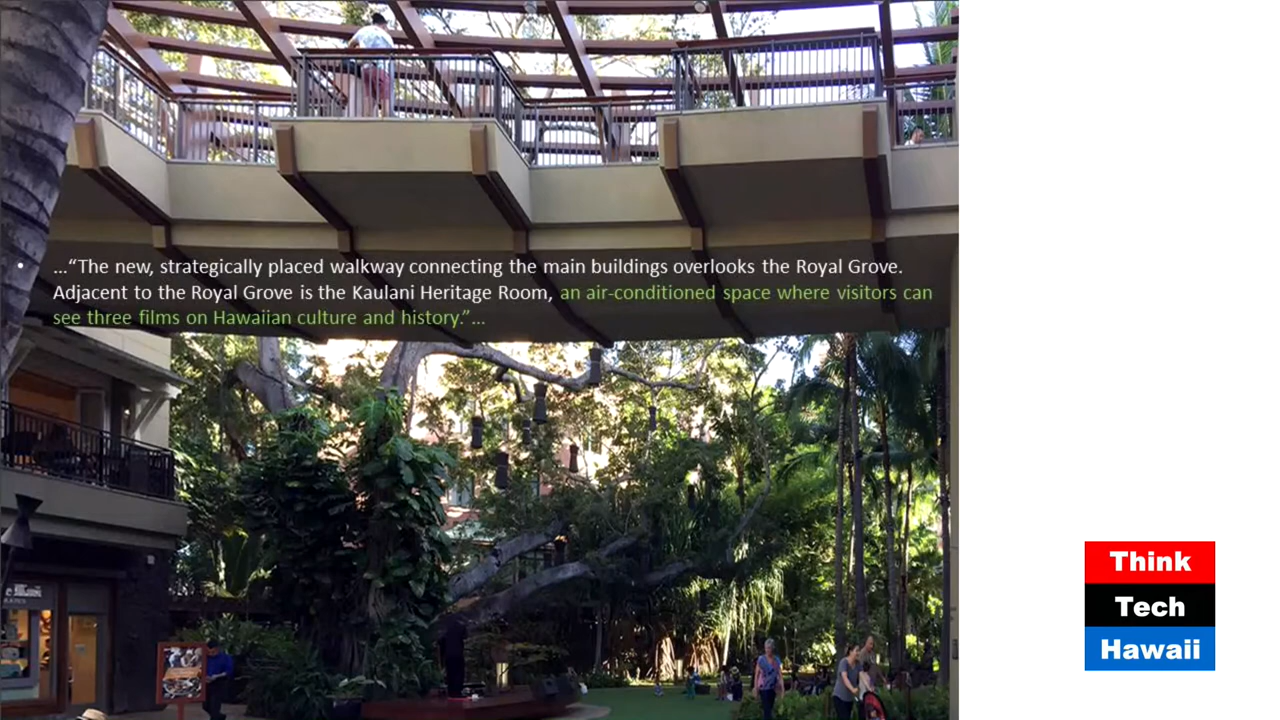 • …“The new, strategically placed walkway connecting the main buildings overlooks the Royal Grove.
Adjacent to the Royal Grove is the Kaulani Heritage Room, an air-conditioned space where visitors can
see three films on Hawaiian culture and history.”…
Think
Tech
Hawaii